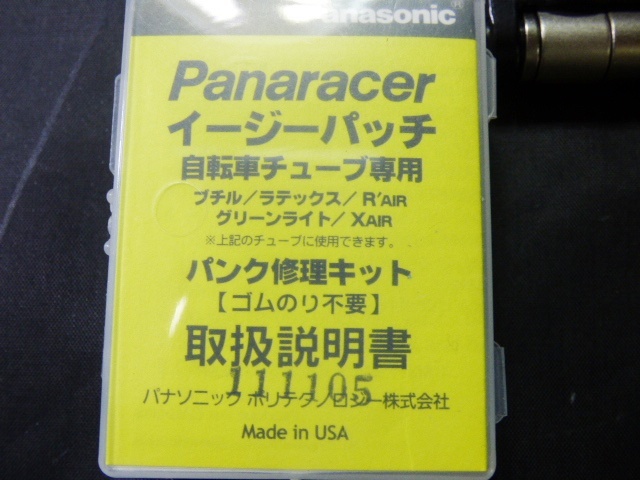 Panasonic®
Panaracer
イージーパッチ
自転車チューブ専用
ブチル/ラテックス/R'AIR
グリーンライト/XAIR
※上記のチューブに使用できます。
パンク修理キット
【ゴムのり不要】
取扱説明書
111105
パナソニック ポリテクノロジー株式会社
Made in USA